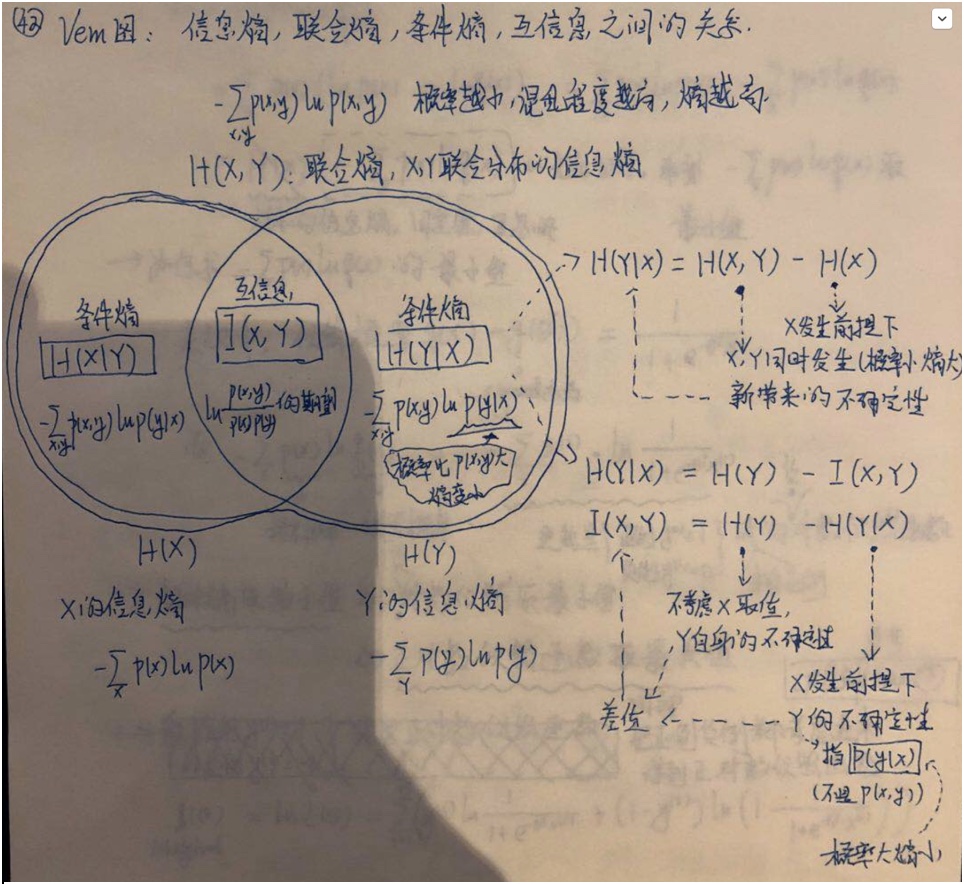 ㊷ Venn图：信息熵，联合熵，条件熵，互信息之间的关系．
-∑x,y p(x,y) ln p(x,y) 概率越小，混乱程度越高，熵越高．
H(X,Y)：联合熵，X,Y联合分布的信息熵
条件熵
H(X|Y)
-∑x,y p(x,y) ln p(y|x)
互信息
I(X,Y)
ln p(x,y)/p(x)p(y) 的期望
条件熵
H(Y|X)
-∑x,y p(x,y) ln p(y|x)
概率比p(x,y)大
熵变小
H(X)
X的信息熵
-∑x p(x) ln p(x)
H(Y)
Y的信息熵
-∑Y p(y) ln p(y)
H(Y|X) = H(X,Y) - H(X)
X发生前提下
X,Y同时发生(概率小熵大)
新带来的不确定性
H(Y|X) = H(Y) - I(X,Y)
I(X,Y) = H(Y) - H(Y|X)
不考虑X取值，
Y自身的不确定性
X发生前提下
差值
Y的不确定性
指 p(y|x)
(不是p(x,y))
概率大熵小